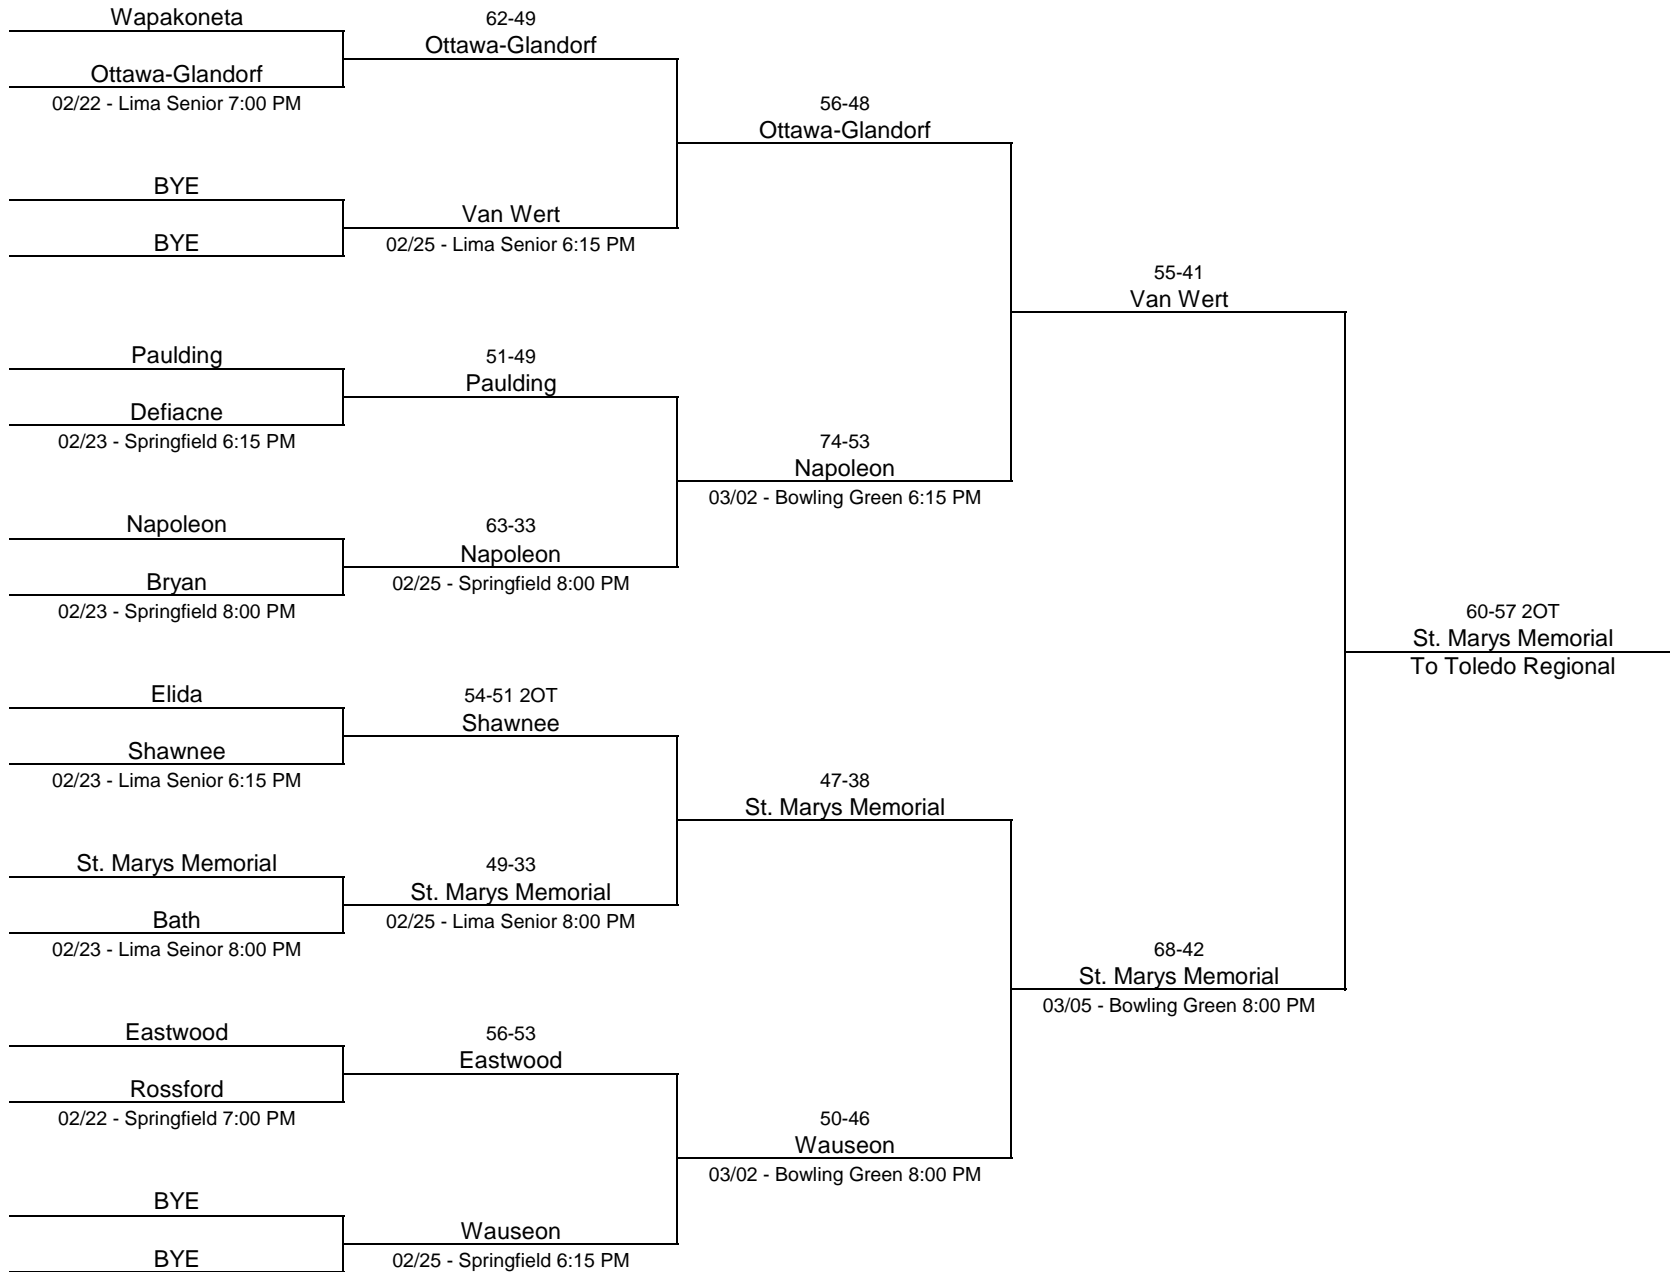 Wapakoneta
62-49
Ottawa-Glandorf
Ottawa-Glandorf
02/22 - Lima Senior 7:00 PM
56-48
Ottawa-Glandorf
BYE
Van Wert
BYE
02/25 - Lima Senior 6:15 PM
55-41
Van Wert
Paulding
51-49
Paulding
Defiacne
02/23 - Springfield 6:15 PM
74-53
Napoleon
03/02 - Bowling Green 6:15 PM
Napoleon
63-33
Napoleon
Bryan
02/25 - Springfield 8:00 PM
02/23 - Springfield 8:00 PM
60-57 2OT
St. Marys Memorial
To Toledo Regional
Elida
54-51 2OT
Shawnee
Shawnee
02/23 - Lima Senior 6:15 PM
47-38
St. Marys Memorial
St. Marys Memorial
49-33
St. Marys Memorial
Bath
02/25 - Lima Senior 8:00 PM
02/23 - Lima Seinor 8:00 PM
68-42
St. Marys Memorial
03/05 - Bowling Green 8:00 PM
Eastwood
56-53
Eastwood
Rossford
02/22 - Springfield 7:00 PM
50-46
Wauseon
03/02 - Bowling Green 8:00 PM
BYE
Wauseon
BYE
02/25 - Springfield 6:15 PM